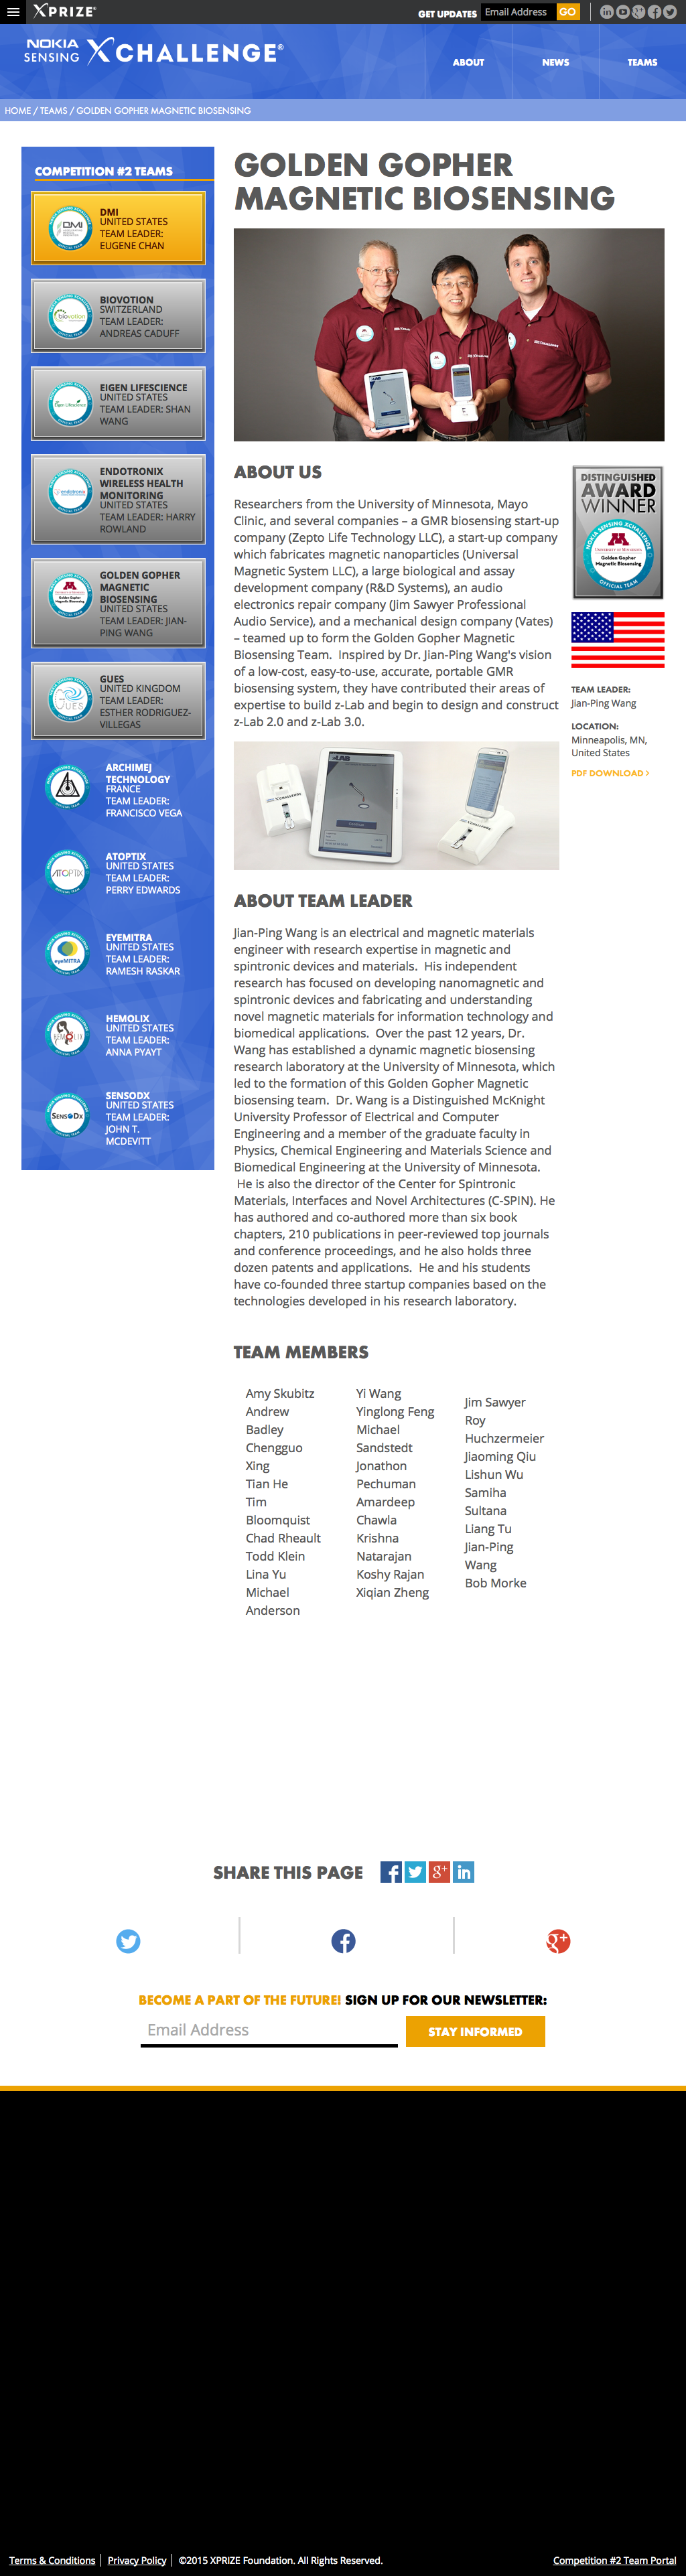 XPRIZE®
GET UPDATES
Email Address
GO
NOKIA
SENSING
XCHALLENGE®
ABOUT
NEWS
TEAMS
HOME / TEAMS / GOLDEN GOPHER MAGNETIC BIOSENSING
COMPETITION #2 TEAMS
DMI
UNITED STATES
TEAM LEADER:
EUGENE CHAN
BIOVOTION
SWITZERLAND
TEAM LEADER:
ANDREAS CADUFF
EIGEN LIFESCIENCE
UNITED STATES
TEAM LEADER: SHAN
WANG
ENDOTRONIX
WIRELESS HEALTH
MONITORING
UNITED STATES
TEAM LEADER: HARRY
ROWLAND
GOLDEN GOPHER
MAGNETIC
BIOSENSING
UNITED STATES
TEAM LEADER: JIAN-
PING WANG
GUES
UNITED KINGDOM
TEAM LEADER:
ESTHER RODRIGUEZ-
VILLEGAS
ARCHIMEJ
TECHNOLOGY
FRANCE
TEAM LEADER:
FRANCISCO VEGA
ATOPTIX
UNITED STATES
TEAM LEADER:
PERRY EDWARDS
EYEMITRA
UNITED STATES
TEAM LEADER:
RAMESH RASKAR
HEMOLIX
UNITED STATES
TEAM LEADER:
ANNA PYAYT
SENSODX
UNITED STATES
TEAM LEADER:
JOHN T.
MCDEVITT
GOLDEN GOPHER
MAGNETIC BIOSENSING
ABOUT US
Researchers from the University of Minnesota, Mayo
Clinic, and several companies – a GMR biosensing start-up
company (Zepto Life Technology LLC), a start-up company
which fabricates magnetic nanoparticles (Universal
Magnetic System LLC), a large biological and assay
development company (R&D Systems), an audio
electronics repair company (Jim Sawyer Professional
Audio Service), and a mechanical design company (Vates)
– teamed up to form the Golden Gopher Magnetic
Biosensing Team.  Inspired by Dr. Jian-Ping Wang's vision
of a low-cost, easy-to-use, accurate, portable GMR
biosensing system, they have contributed their areas of
expertise to build z-Lab and begin to design and construct
z-Lab 2.0 and z-Lab 3.0.
DISTINGUISHED
AWARD
WINNER
NOKIA SENSING XCHALLENGE
UNIVERSITY OF MINNESOTA
Golden Gopher
Magnetic Biosensing
OFFICIAL TEAM
TEAM LEADER:
Jian-Ping Wang
LOCATION:
Minneapolis, MN,
United States
PDF DOWNLOAD >
ABOUT TEAM LEADER
Jian-Ping Wang is an electrical and magnetic materials
engineer with research expertise in magnetic and
spintronic devices and materials.  His independent
research has focused on developing nanomagnetic and
spintronic devices and fabricating and understanding
novel magnetic materials for information technology and
biomedical applications.  Over the past 12 years, Dr.
Wang has established a dynamic magnetic biosensing
research laboratory at the University of Minnesota, which
led to the formation of this Golden Gopher Magnetic
biosensing team.  Dr. Wang is a Distinguished McKnight
University Professor of Electrical and Computer
Engineering and a member of the graduate faculty in
Physics, Chemical Engineering and Materials Science and
Biomedical Engineering at the University of Minnesota.
He is also the director of the Center for Spintronic
Materials, Interfaces and Novel Architectures (C-SPIN). He
has authored and co-authored more than six book
chapters, 210 publications in peer-reviewed top journals
and conference proceedings, and he also holds three
dozen patents and applications.  He and his students
have co-founded three startup companies based on the
technologies developed in his research laboratory.
TEAM MEMBERS
Amy Skubitz
Andrew
Badley
Chengguo
Xing
Tian He
Tim
Bloomquist
Chad Rheault
Todd Klein
Lina Yu
Michael
Anderson
Yi Wang
Yinglong Feng
Michael
Sandstedt
Jonathon
Pechuman
Amardeep
Chawla
Krishna
Natarajan
Koshy Rajan
Xiqian Zheng
Jim Sawyer
Roy
Huchzermeier
Jiaoming Qiu
Lishun Wu
Samiha
Sultana
Liang Tu
Jian-Ping
Wang
Bob Morke
SHARE THIS PAGE
BECOME A PART OF THE FUTURE! SIGN UP FOR OUR NEWSLETTER:
Email Address
STAY INFORMED
Terms & Conditions
Privacy Policy
©2015 XPRIZE Foundation. All Rights Reserved.
Competition #2 Team Portal